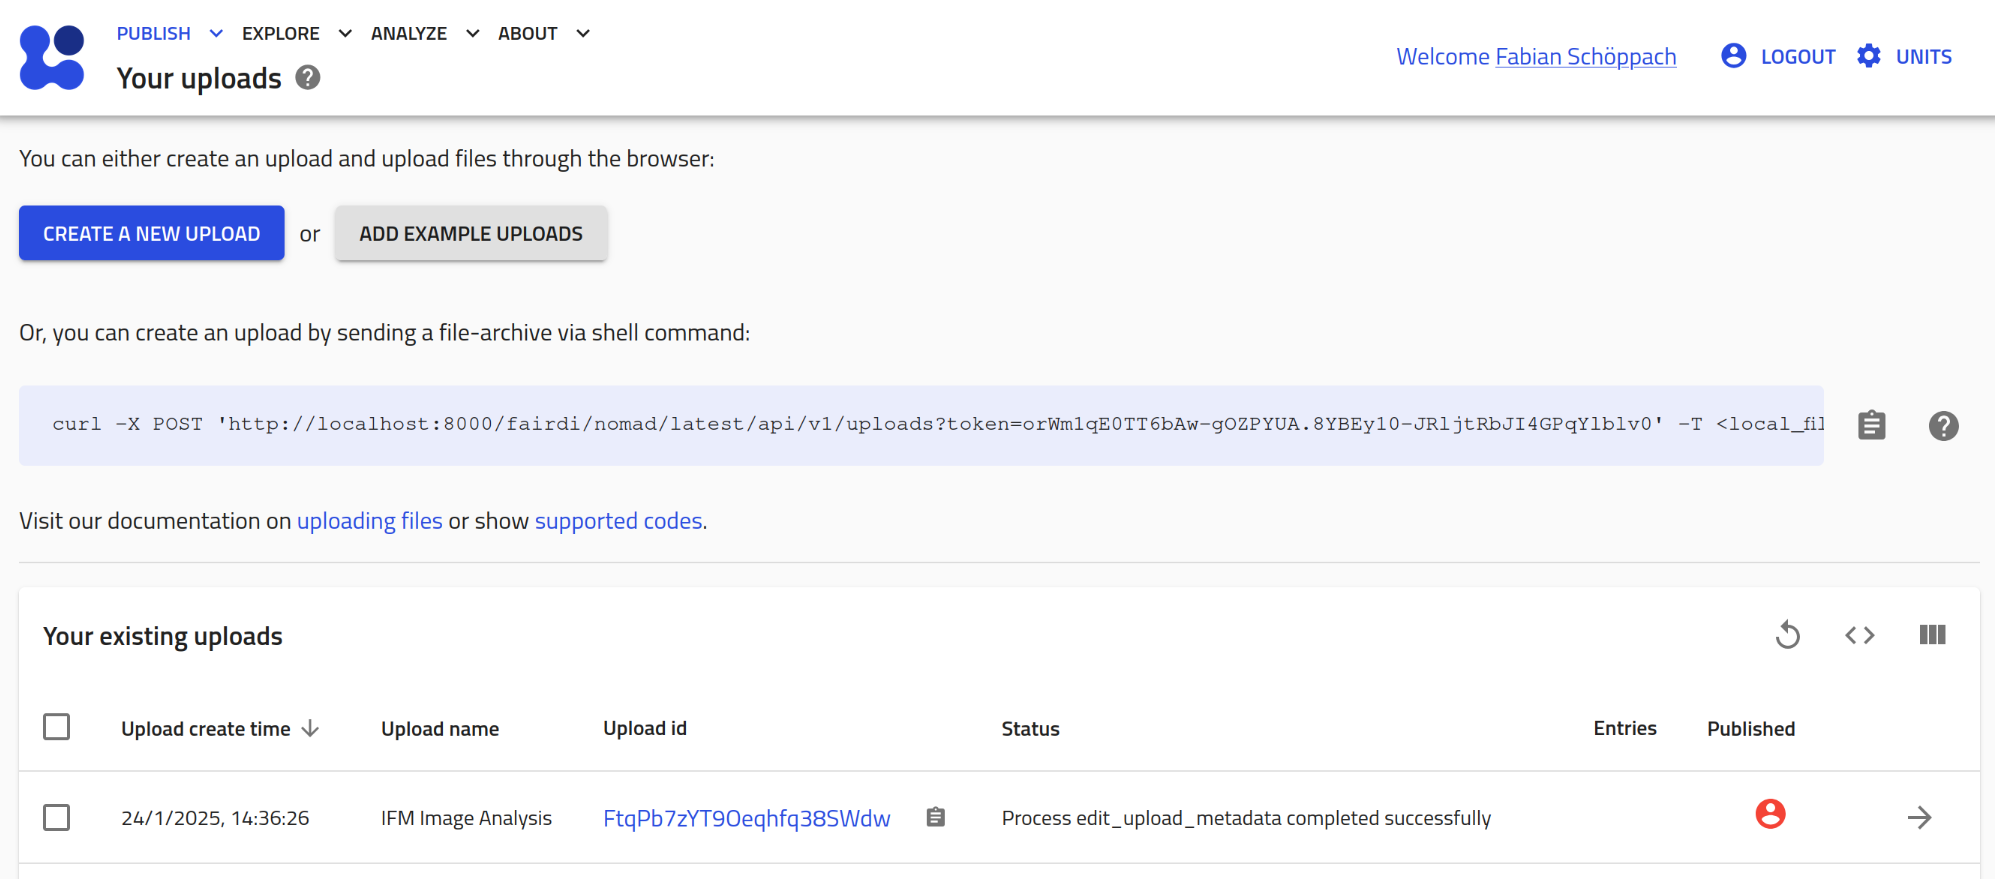 PUBLISH EXPLORE ANALYZE ABOUT
Your uploads
Welcome Fabian Schöppach LOGOUT UNITS
You can either create an upload and upload files through the browser:
CREATE A NEW UPLOAD or ADD EXAMPLE UPLOADS
Or, you can create an upload by sending a file-archive via shell command:
curl -X POST 'http://localhost:8000/fairdi/nomad/latest/api/v1/uploads?token=orWm1qE0TT6bAw-gOZPYUA.8YBEy10-JRljtRbJI4GPqYlblv0' -T <local_fil
Visit our documentation on uploading files or show supported codes.
Your existing uploads
Upload create time Upload name Upload id Status Entries Published
24/1/2025, 14:36:26 IFM Image Analysis FtqPb7zYT9Oeqhfq38SWdw Process edit_upload_metadata completed successfully